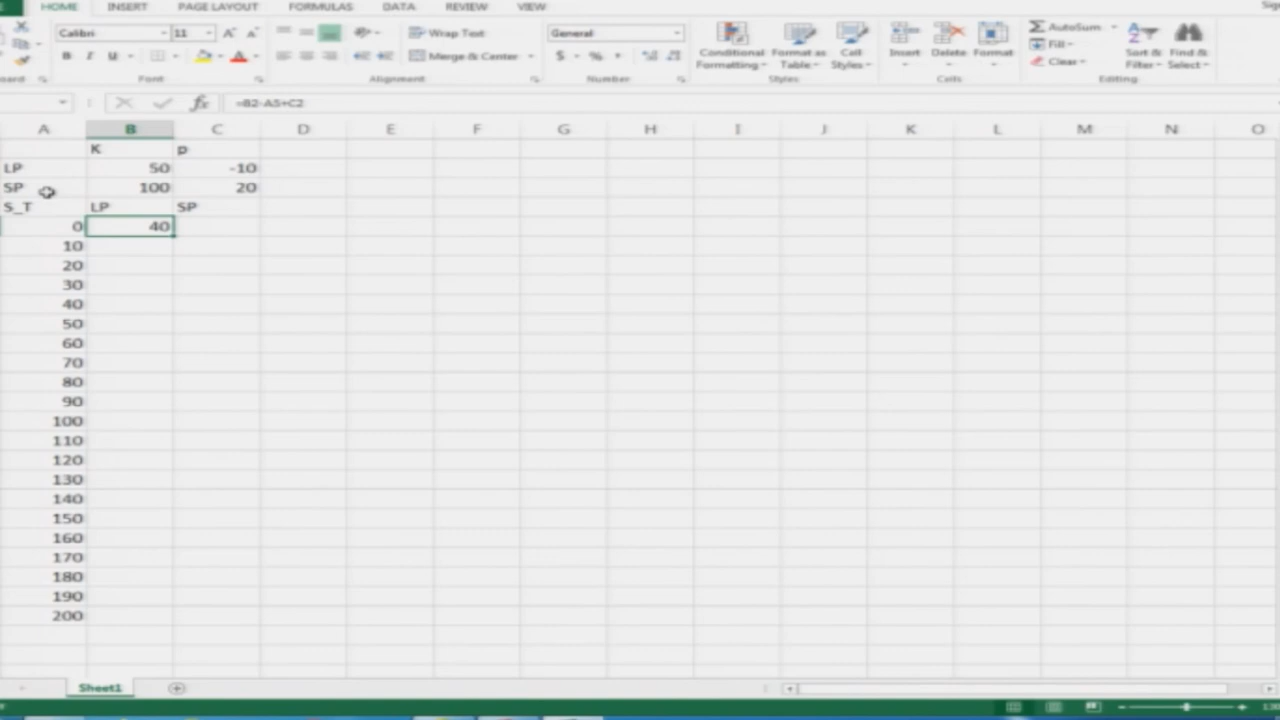 HOME INSERT PAGE LAYOUT FORMULAS DATA REVIEW VIEW
Calibri 11 A A Wrap Text General AutoSum
B I U Merge & Center $ % Conditional Formatting Format as Table Cell Styles Insert Delete Format Fill Clear Sort & Filter Find & Select
Font Alignment Number Styles Cells Editing
fx =B2-A5+C2
A B C D E F G H I J K L M N O
K p
LP 50 -10
SP 100 20
S_T LP SP
0 40
10
20
30
40
50
60
70
80
90
100
110
120
130
140
150
160
170
180
190
200
Sheet1